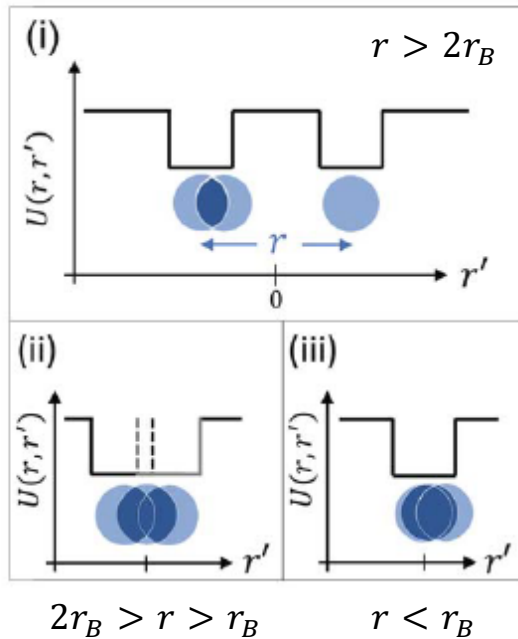 (i)
r > 2r_B
U(r, r')
r
r'
0
(ii)
(iii)
U(r, r')
U(r, r')
r'
r'
2r_B > r > r_B
r < r_B